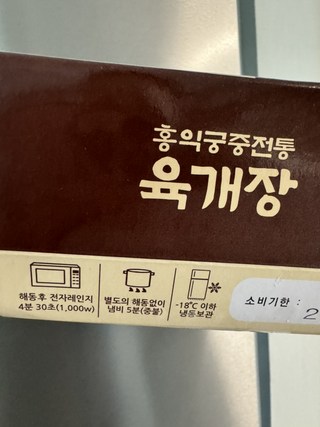 홍익궁중전통
육개장
해동후 전자레인지
4분 30초(1,000w)
별도의 해동없이
냄비 5분(중불)
-18℃ 이하
냉동보관
소비기한 :
2